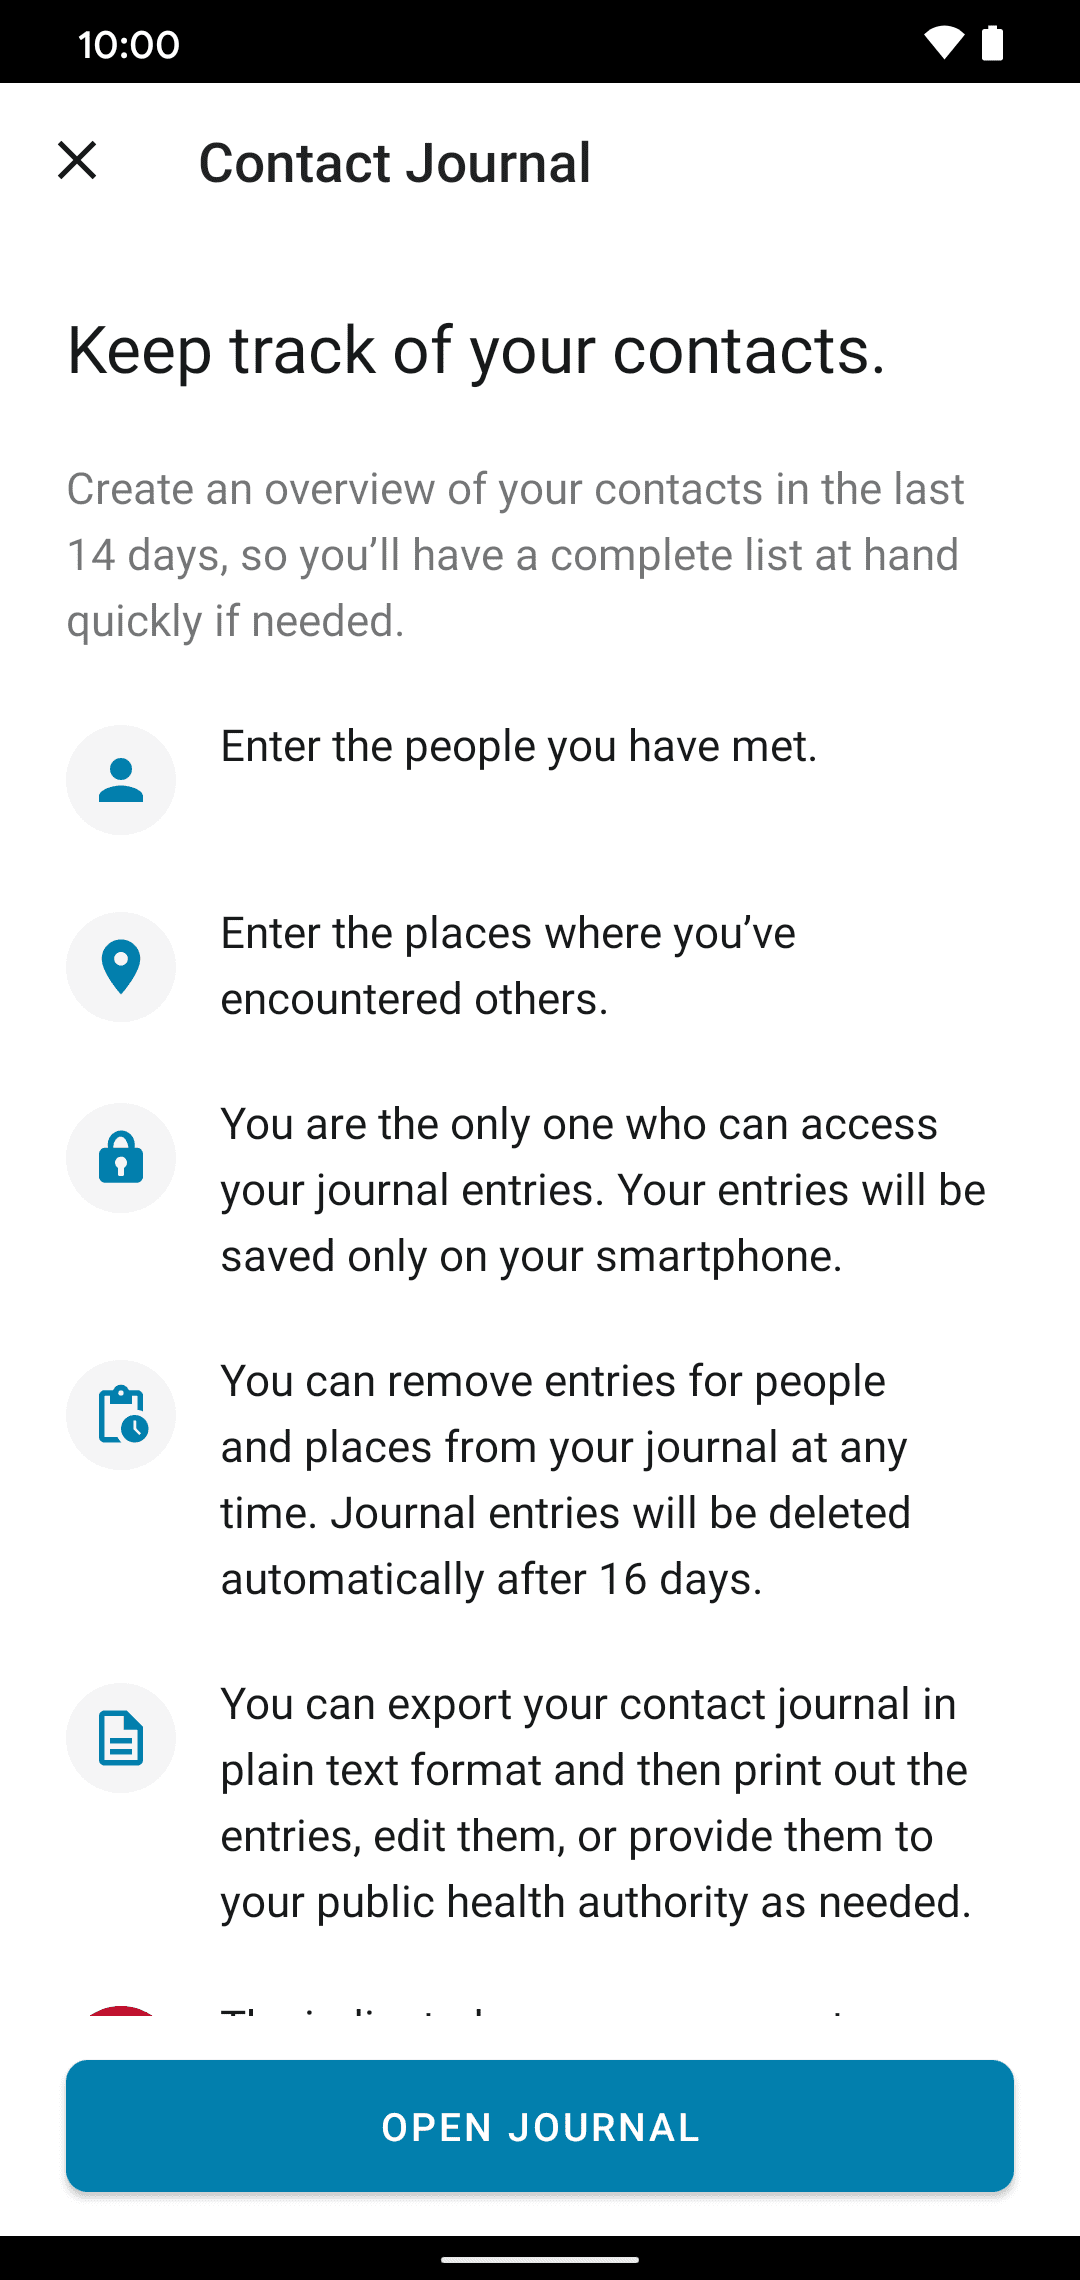 10:00
Contact Journal
Keep track of your contacts.
Create an overview of your contacts in the last
14 days, so you’ll have a complete list at hand
quickly if needed.
Enter the people you have met.
Enter the places where you’ve
encountered others.
You are the only one who can access
your journal entries. Your entries will be
saved only on your smartphone.
You can remove entries for people
and places from your journal at any
time. Journal entries will be deleted
automatically after 16 days.
You can export your contact journal in
plain text format and then print out the
entries, edit them, or provide them to
your public health authority as needed.
OPEN JOURNAL